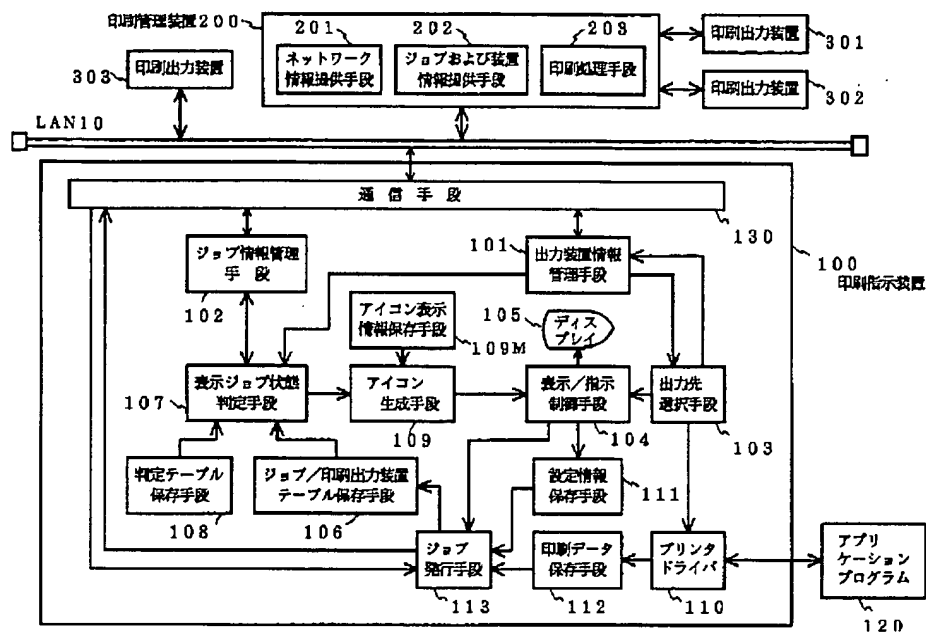 印刷管理装置200
201
202
203
ネットワーク
情報提供手段
ジョブおよび装置
情報提供手段
印刷処理手段
印刷出力装置
301
印刷出力装置
302
303
印刷出力装置
LAN10
通信手段
130
100
印刷指示装置
ジョブ情報管理
手段
102
101
出力装置情報
管理手段
アイコン表示
情報保存手段
109M
105
ディス
プレイ
表示ジョブ状態
判定手段
107
アイコン
生成手段
109
表示/指示
制御手段
104
出力先
選択手段
103
判定テーブル
保存手段
108
ジョブ/印刷出力装置
テーブル保存手段
106
設定情報
保存手段
111
ジョブ
発行手段
113
印刷データ
保存手段
112
プリンタ
ドライバ
110
アプリ
ケーション
プログラム
120